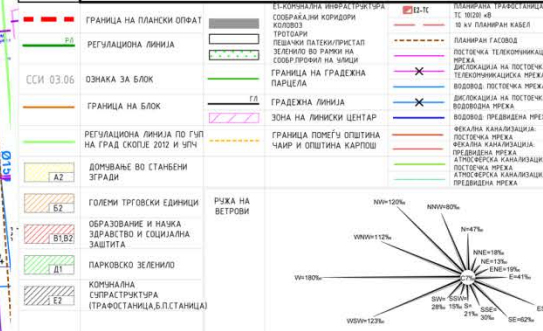 ГРАНИЦА НА ПЛАНСКИ ОПФАТ
РЛ
РЕГУЛАЦИОНА ЛИНИЈА
ССИ 03.06
ОЗНАКА ЗА БЛОК
ГРАНИЦА НА БЛОК
РЕГУЛАЦИОНА ЛИНИЈА ПО ГУП
НА ГРАД СКОПЈЕ 2012 И УПЧ
А2
ДОМУВАЊЕ ВО СТАНБЕНИ
ЗГРАДИ
Б2
ГОЛЕМИ ТРГОВСКИ ЕДИНИЦИ
В1,В2
ОБРАЗОВАНИЕ И НАУКА
ЗДРАВСТВО И СОЦИЈАЛНА
ЗАШТИТА
Д1
ПАРКОВСКО ЗЕЛЕНИЛО
Е2
КОМУНАЛНА
СУПРАСТРУКТУРА
(ТРАФОСТАНИЦА,Б.П.СТАНИЦА)
Ø15
Е1-КОМУНАЛНА ИНФРАСТРУКТУРА
СООБРАЌАЈНИ КОРИДОРИ
КОЛОВОЗ
ТРОТОАРИ
ПЕШАЧКИ ПАТЕКИ/ПРИСТАП
ЗЕЛЕНИЛО ВО РАМКИ НА
СООБР.ПРОФИЛ НА УЛИЦИ
ГРАНИЦА НА ГРАДЕЖНА
ПАРЦЕЛА
ГЛ
ГРАДЕЖНА ЛИНИЈА
ЗОНА НА ЛИНИСКИ ЦЕНТАР
ГРАНИЦА ПОМЕЃУ ОПШТИНА
ЧАИР И ОПШТИНА КАРПОШ
Е2-ТС
ПЛАНИРАНА ТРАФОСТАНИЦА
ТС 10(20) кВ
10 kV ПЛАНИРАН КАБЕЛ
ПЛАНИРАН ГАСОВОД
ПОСТОЕЧКА ТЕЛЕКОМУНИКАЦ
МРЕЖА
ДИСЛОКАЦИЈА НА ПОСТОЕЧКА
ТЕЛЕКОМУНИКАЦИСКА МРЕЖА
ВОДОВОД: ПОСТОЕЧКА МРЕЖА
ДИСЛОКАЦИЈА НА ПОСТОЕЧКА
ВОДОВОДНА МРЕЖА
ВОДОВОД: ПРЕДВИДЕНА МРЕЖА
ФЕКАЛНА КАНАЛИЗАЦИЈА:
ПОСТОЕЧКА МРЕЖА
ФЕКАЛНА КАНАЛИЗАЦИЈА:
ПРЕДВИДЕНА МРЕЖА
АТМОСФЕРСКА КАНАЛИЗАЦИЈА:
ПОСТОЕЧКА МРЕЖА
АТМОСФЕРСКА КАНАЛИЗАЦИЈА:
ПРЕДВИДЕНА МРЕЖА
РУЖА НА
ВЕТРОВИ
NW=120‰
NNW=80‰
N=47‰
WNW=112‰
NNE=18‰
NE=13‰
ENE=19‰
W=180‰
E=41‰
SW=
28‰
SSW=
15‰
S=
21‰
SSE=
30‰
SE=62‰
WSW=123‰